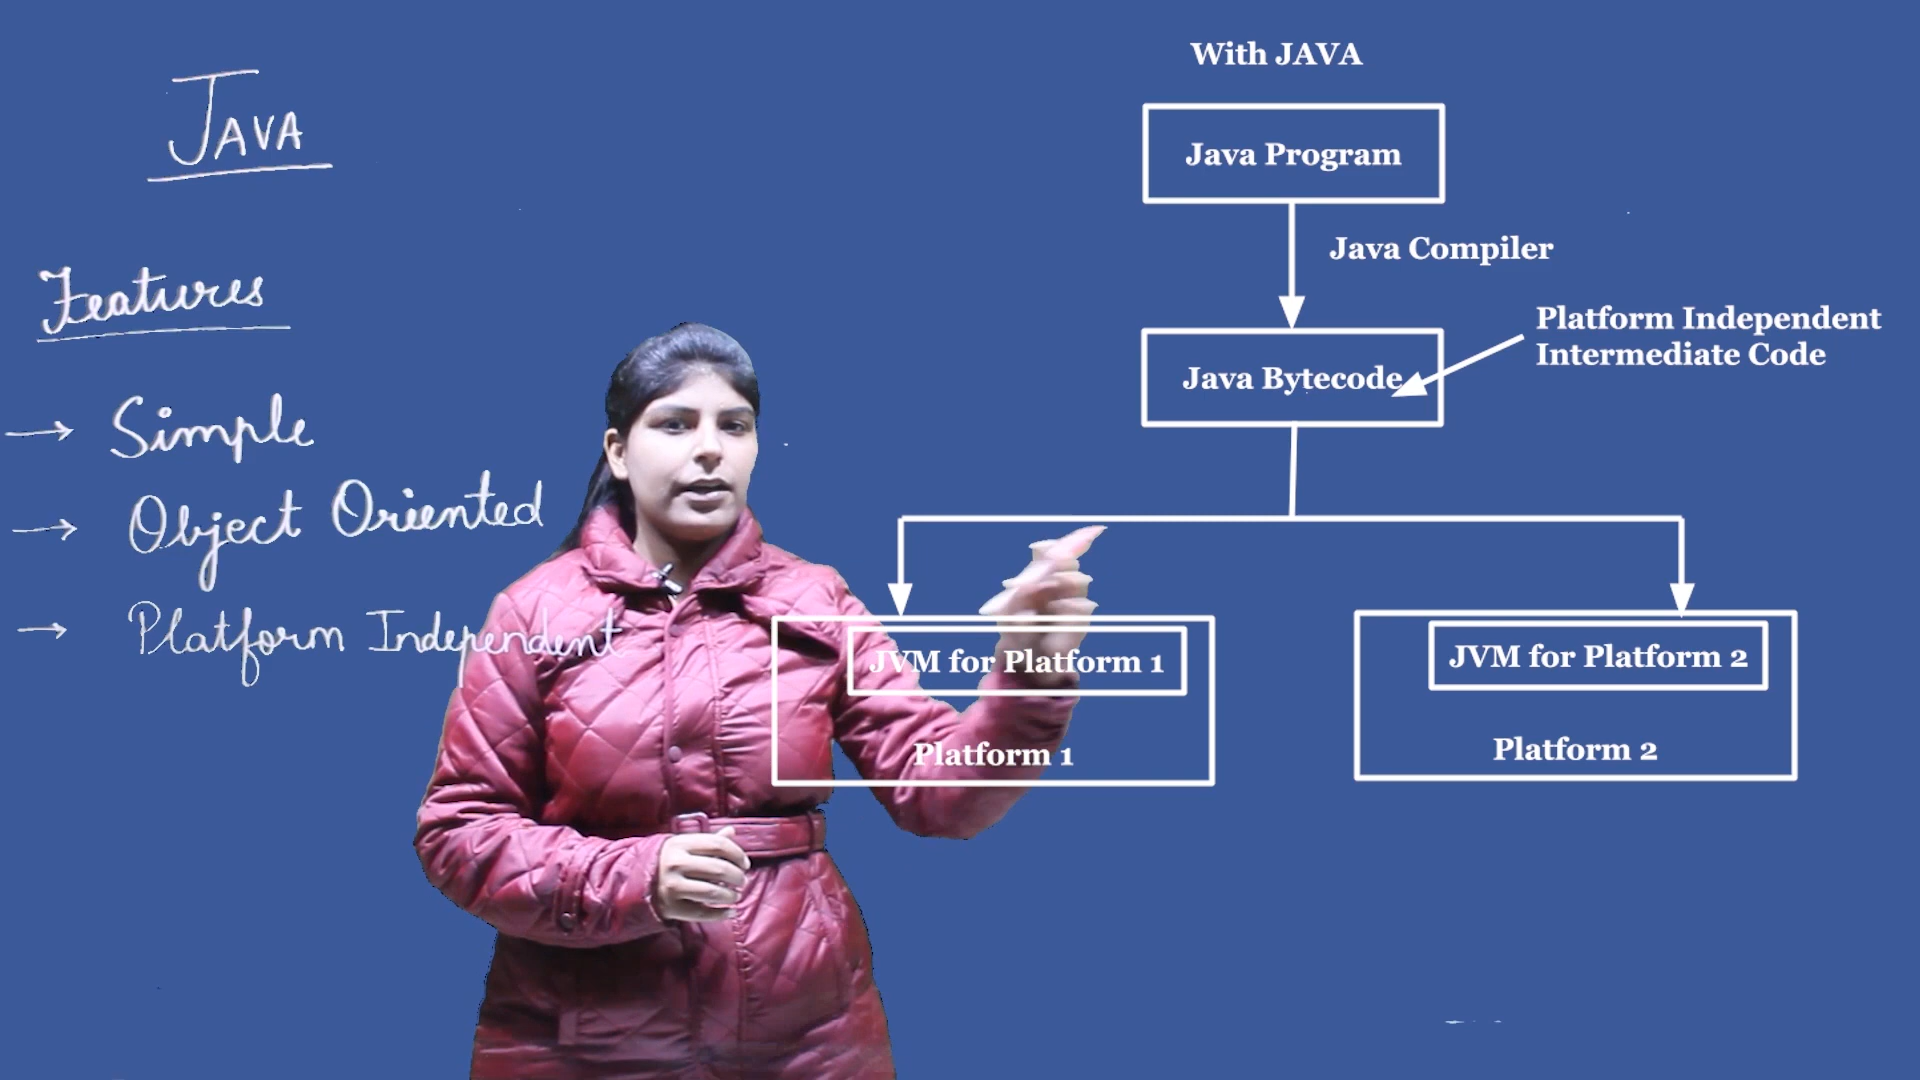 JAVA
Features
→ Simple
→ Object Oriented
→ Platform Independent
With JAVA
Java Program
Java Compiler
Platform Independent
Intermediate Code
Java Bytecode
JVM for Platform 1
Platform 1
JVM for Platform 2
Platform 2